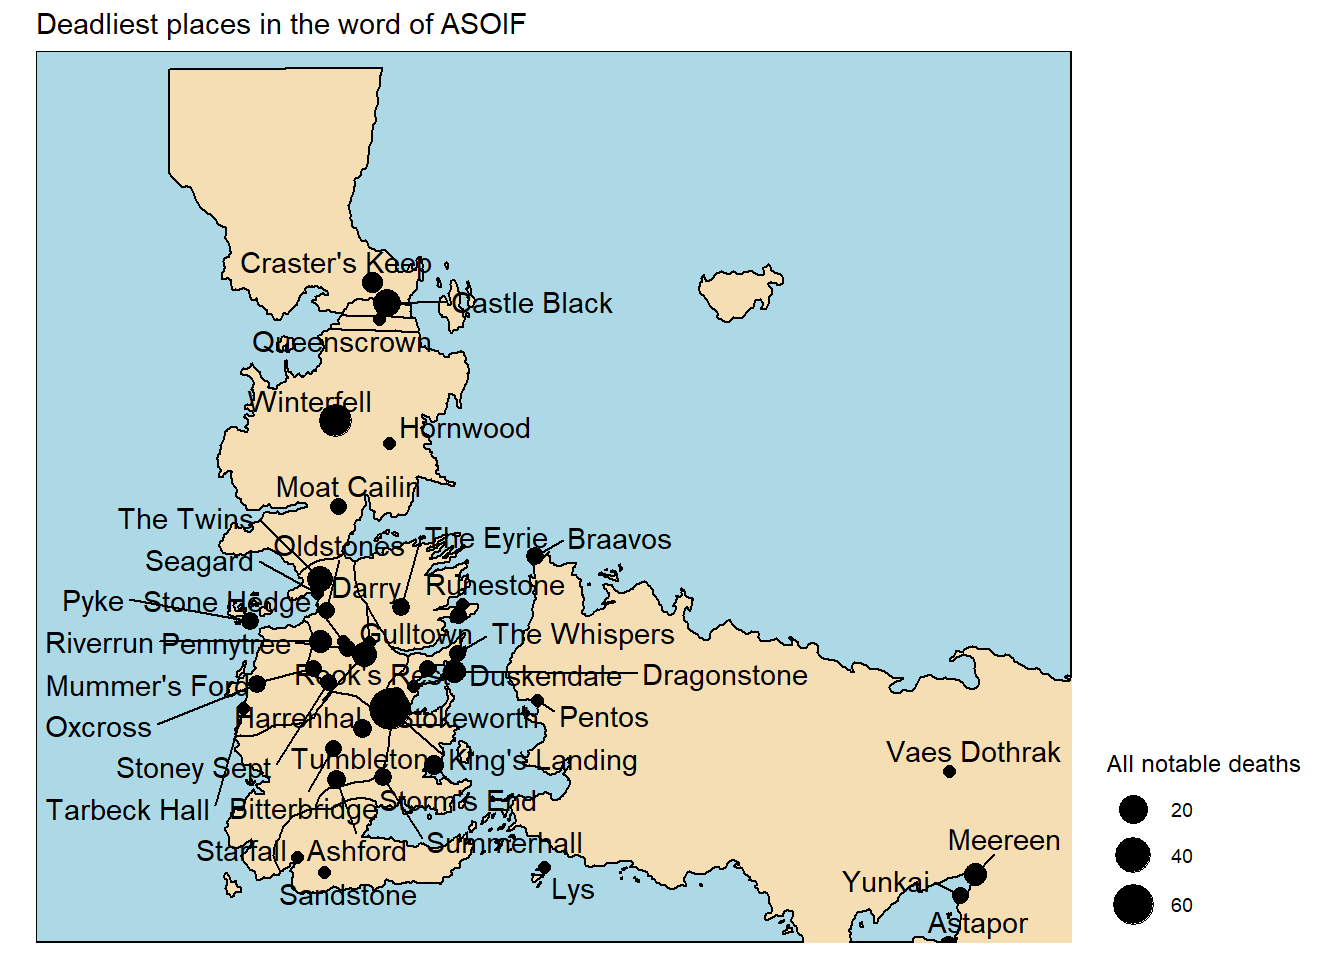 Deadliest places in the word of ASOIF
Craster's Keep
Castle Black
Queenscrown
Winterfell
Hornwood
Moat Cailin
The Twins
The Eyrie
Braavos
Oldstones
Seagard
Darry
Runestone
Pyke
Stone Hedge
Gulltown
The Whispers
Riverrun
Pennytree
Rook's Rest
Duskendale
Dragonstone
Mummer's Ford
Harrenhal
Stokeworth
Pentos
Oxcross
Vaes Dothrak
Tumbleton
King's Landing
All notable deaths
Stoney Sept
Storm's End
20
Tarbeck Hall
Bitterbridge
Summerhall
Meereen
40
Starfall
Ashford
Yunkai
Lys
Sandstone
60
Astapor